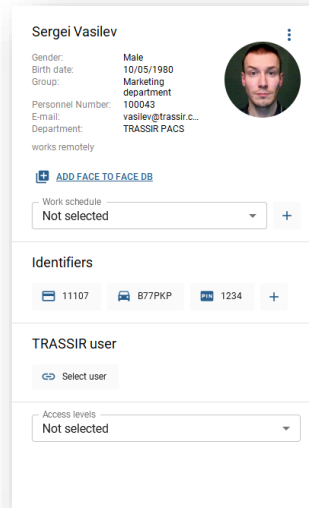 Sergei Vasilev
Gender: Male
Birth date: 10/05/1980
Group: Marketing
department
Personnel Number: 100043
E-mail: vasilev@trassir.c...
Department: TRASSIR PACS
works remotely
ADD FACE TO FACE DB
Work schedule
Not selected
Identifiers
11107 B77PKP PIN 1234
TRASSIR user
Select user
Access levels
Not selected